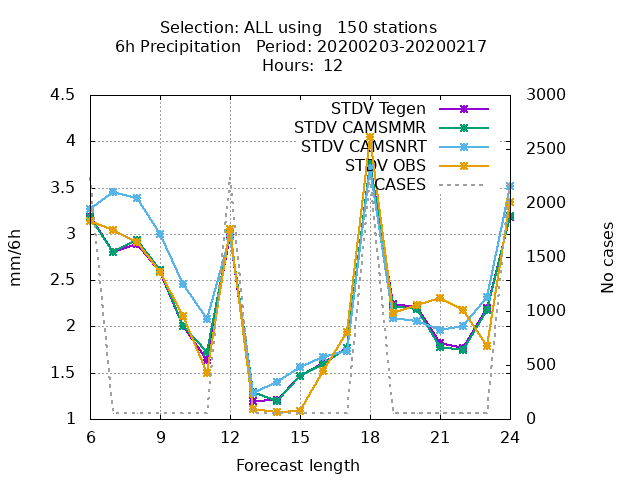 Selection: ALL using   150 stations
6h Precipitation   Period: 20200203-20200217
Hours:  12
STDV Tegen
STDV CAMSMMR
STDV CAMSNRT
STDV OBS
CASES
4.5
4
3.5
3
2.5
2
1.5
1
mm/6h
3000
2500
2000
1500
1000
500
0
No cases
6 9 12 15 18 21 24
Forecast length